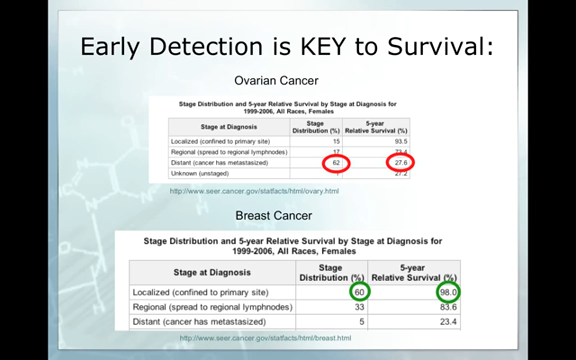 Early Detection is KEY to Survival:
Ovarian Cancer
Stage Distribution and 5-year Relative Survival by Stage at Diagnosis for
1999-2006, All Races, Females
Stage at Diagnosis Stage Distribution (%) 5-year Relative Survival (%)
Localized (confined to primary site) 15 93.5
Regional (spread to regional lymphnodes) 17 73.4
Distant (cancer has metastasized) 62 27.6
Unknown (unstaged) 27.2
http://www.seer.cancer.gov/statfacts/html/ovary.html
Breast Cancer
Stage Distribution and 5-year Relative Survival by Stage at Diagnosis for
1999-2006, All Races, Females
Stage at Diagnosis Stage Distribution (%) 5-year Relative Survival (%)
Localized (confined to primary site) 60 98.0
Regional (spread to regional lymphnodes) 33 83.6
Distant (cancer has metastasized) 5 23.4
http://www.seer.cancer.gov/statfacts/html/breast.html